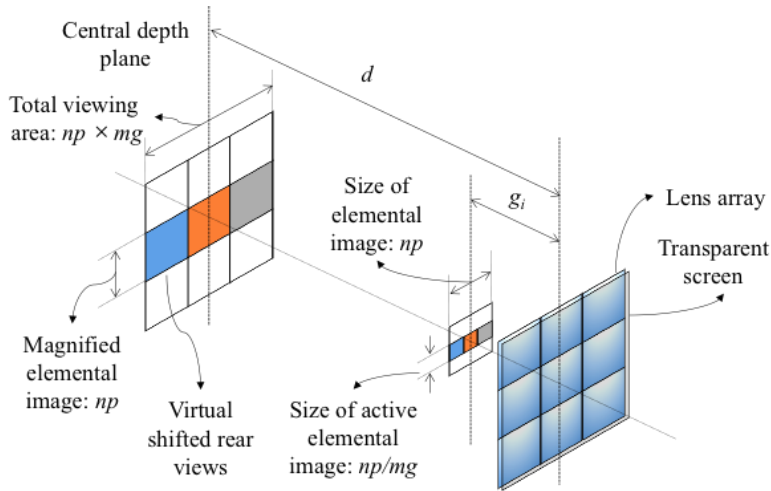 Central depth
plane
d
Total viewing
area: np × mg
Size of
elemental
image: np
g_i
Lens array
Transparent
screen
Magnified
elemental
image: np
Virtual
shifted rear
views
Size of active
elemental
image: np/mg